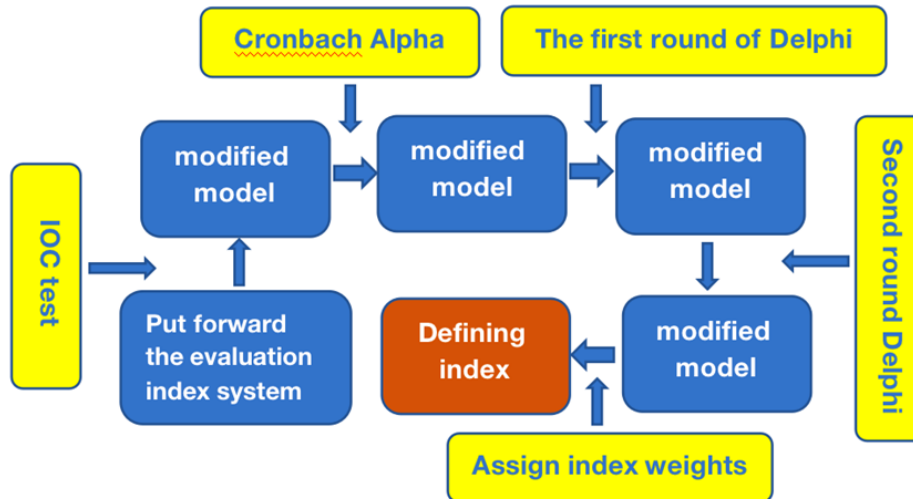 Cronbach Alpha
The first round of Delphi
modified
model
modified
model
modified
model
IOC test
Second round Delphi
Put forward
the evaluation
index system
Defining
index
modified
model
Assign index weights